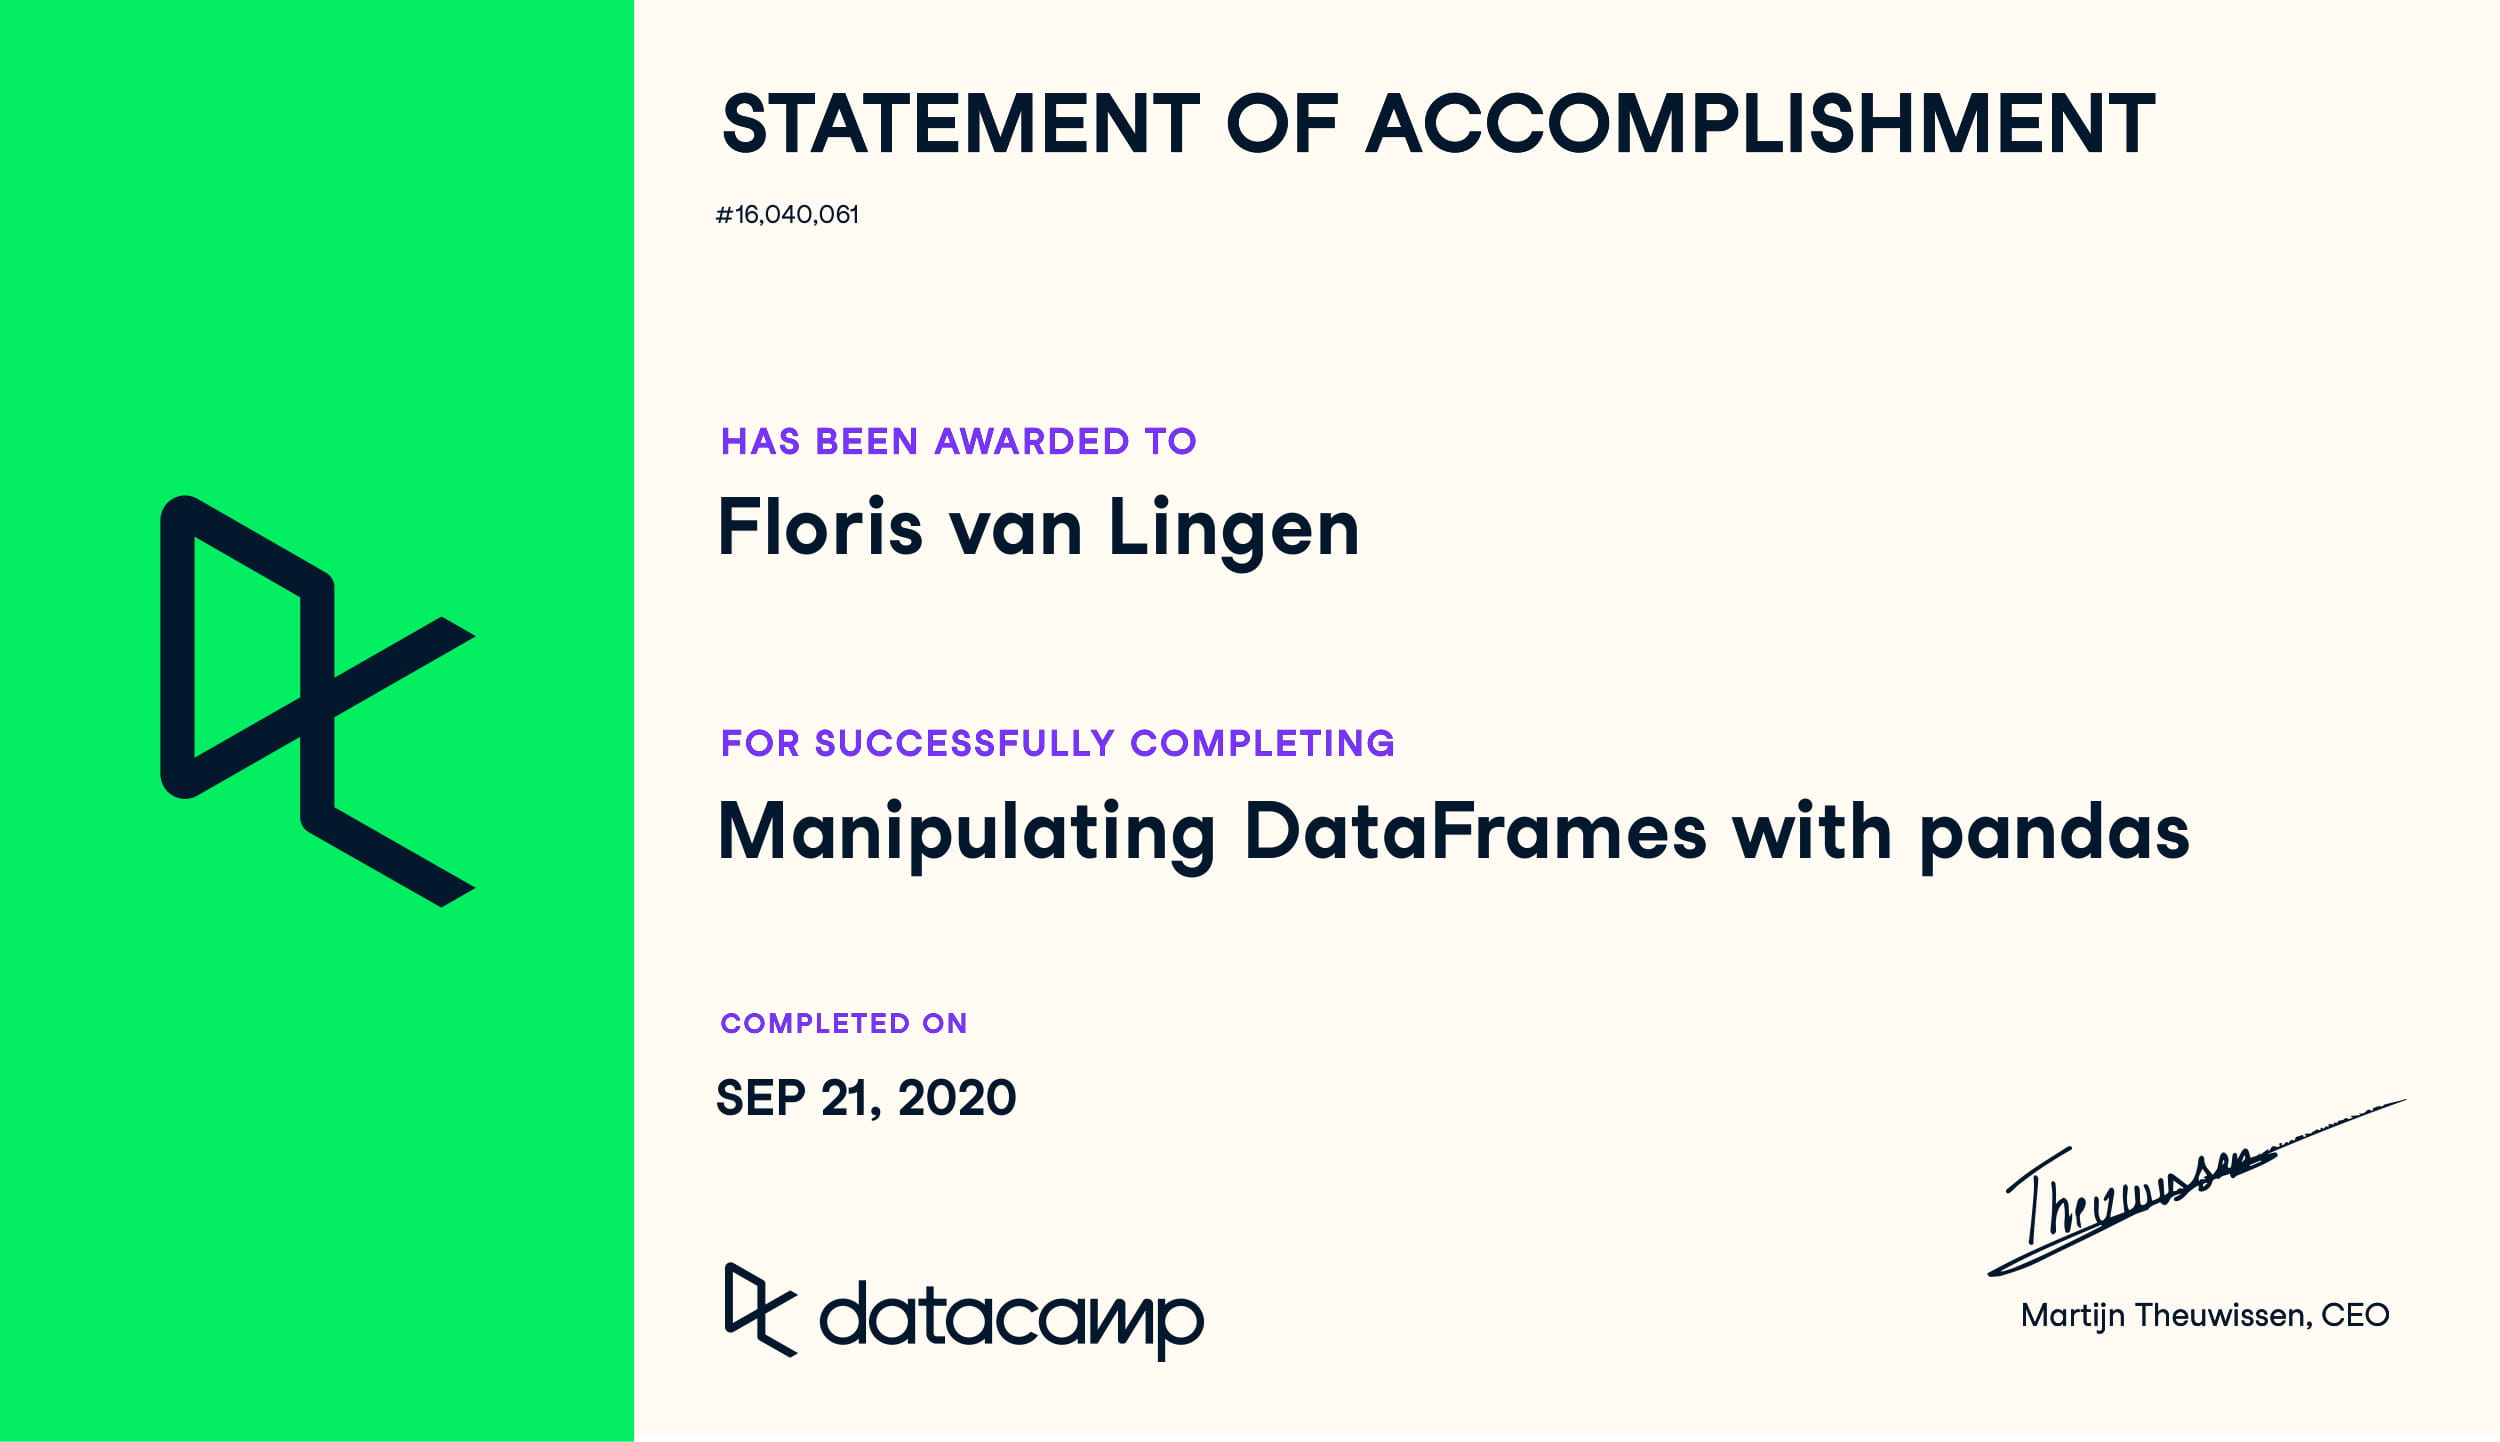 STATEMENT OF ACCOMPLISHMENT
#16,040,061
HAS BEEN AWARDED TO
Floris van Lingen
FOR SUCCESSFULLY COMPLETING
Manipulating DataFrames with pandas
COMPLETED ON
SEP 21, 2020
Theuwissen
datacamp
Martijn Theuwissen, CEO